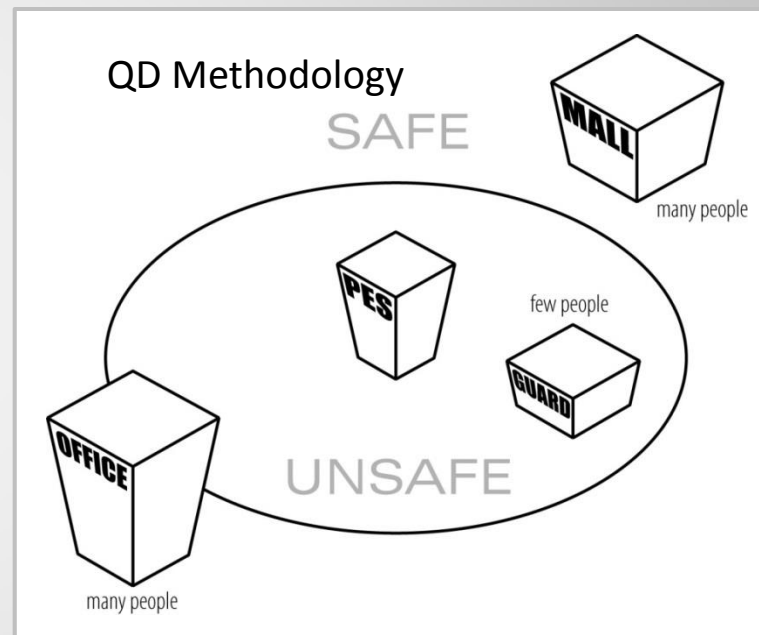 QD Methodology
SAFE
MALL
many people
PES
few people
GUARD
OFFICE
UNSAFE
many people